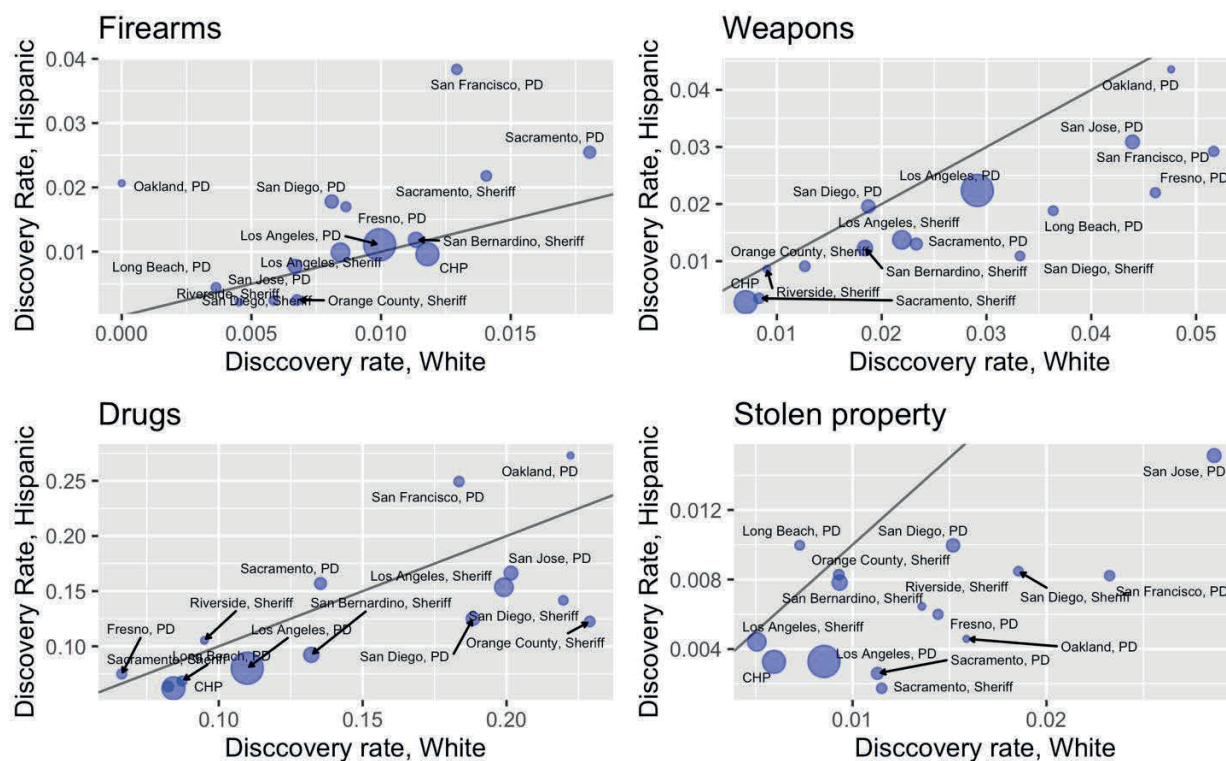 Firearms
Discovery Rate, Hispanic
0.04
0.03
0.02
0.01
San Francisco, PD
Sacramento, PD
Oakland, PD
San Diego, PD
Sacramento, Sheriff
Fresno, PD
Los Angeles, PD
San Bernardino, Sheriff
Long Beach, PD
Los Angeles, Sheriff
CHP
San Jose, PD
Riverside, Sheriff
San Diego, Sheriff
Orange County, Sheriff
0.000
0.005
0.010
0.015
Disccovery rate, White
Weapons
Discovery Rate, Hispanic
0.04
0.03
0.02
0.01
Oakland, PD
San Jose, PD
San Francisco, PD
Los Angeles, PD
Fresno, PD
San Diego, PD
Los Angeles, Sheriff
Long Beach, PD
Sacramento, PD
Orange County, Sheriff
San Bernardino, Sheriff
San Diego, Sheriff
CHP
Riverside, Sheriff
Sacramento, Sheriff
0.01
0.02
0.03
0.04
0.05
Disccovery rate, White
Drugs
Discovery Rate, Hispanic
0.25
0.20
0.15
0.10
Oakland, PD
San Francisco, PD
San Jose, PD
Sacramento, PD
Los Angeles, Sheriff
Riverside, Sheriff
San Bernardino, Sheriff
Fresno, PD
Los Angeles, PD
San Diego, Sheriff
Orange County, Sheriff
Sacramento, Sheriff
Long Beach, PD
San Diego, PD
CHP
0.10
0.15
0.20
Disccovery rate, White
Stolen property
Discovery Rate, Hispanic
0.012
0.008
0.004
San Jose, PD
Long Beach, PD
San Diego, PD
Orange County, Sheriff
Riverside, Sheriff
San Francisco, PD
San Bernardino, Sheriff
San Diego, Sheriff
Los Angeles, Sheriff
Fresno, PD
Oakland, PD
Los Angeles, PD
Sacramento, PD
CHP
Sacramento, Sheriff
0.01
0.02
Disccovery rate, White